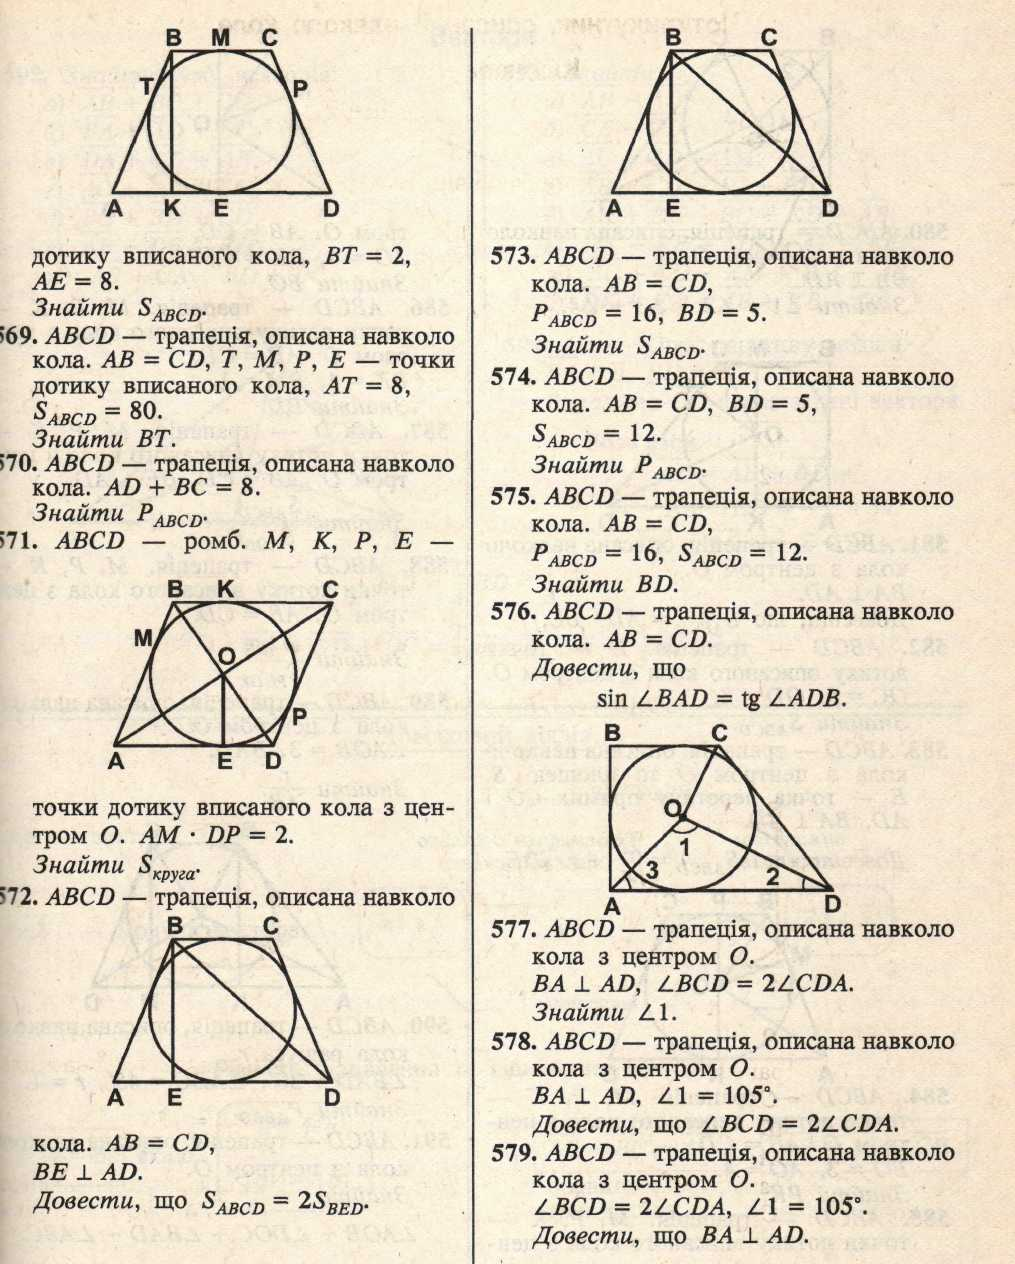 B M C
T P
A K E D
дотику вписаного кола, BT = 2,
AE = 8.
Знайти S_ABCD.
569. ABCD — трапеція, описана навколо
кола. AB = CD, T, M, P, E — точки
дотику вписаного кола, AT = 8,
S_ABCD = 80.
Знайти BT.
570. ABCD — трапеція, описана навколо
кола. AD + BC = 8.
Знайти P_ABCD.
571. ABCD — ромб. M, K, P, E —
B K C
M
O
P
A E D
точки дотику вписаного кола з цен-
тром O. AM · DP = 2.
Знайти S_круга.
572. ABCD — трапеція, описана навколо
B C
A E D
кола. AB = CD,
BE ⊥ AD.
Довести, що S_ABCD = 2S_BED.
B C
A E D
573. ABCD — трапеція, описана навколо
кола. AB = CD,
P_ABCD = 16, BD = 5.
Знайти S_ABCD.
574. ABCD — трапеція, описана навколо
кола. AB = CD, BD = 5,
S_ABCD = 12.
Знайти P_ABCD.
575. ABCD — трапеція, описана навколо
кола. AB = CD,
P_ABCD = 16, S_ABCD = 12.
Знайти BD.
576. ABCD — трапеція, описана навколо
кола. AB = CD.
Довести, що
sin ∠BAD = tg ∠ADB.
B C
O
1
3 2
A D
577. ABCD — трапеція, описана навколо
кола з центром O.
BA ⊥ AD, ∠BCD = 2∠CDA.
Знайти ∠1.
578. ABCD — трапеція, описана навколо
кола з центром O.
BA ⊥ AD, ∠1 = 105°.
Довести, що ∠BCD = 2∠CDA.
579. ABCD — трапеція, описана навколо
кола з центром O.
∠BCD = 2∠CDA, ∠1 = 105°.
Довести, що BA ⊥ AD.